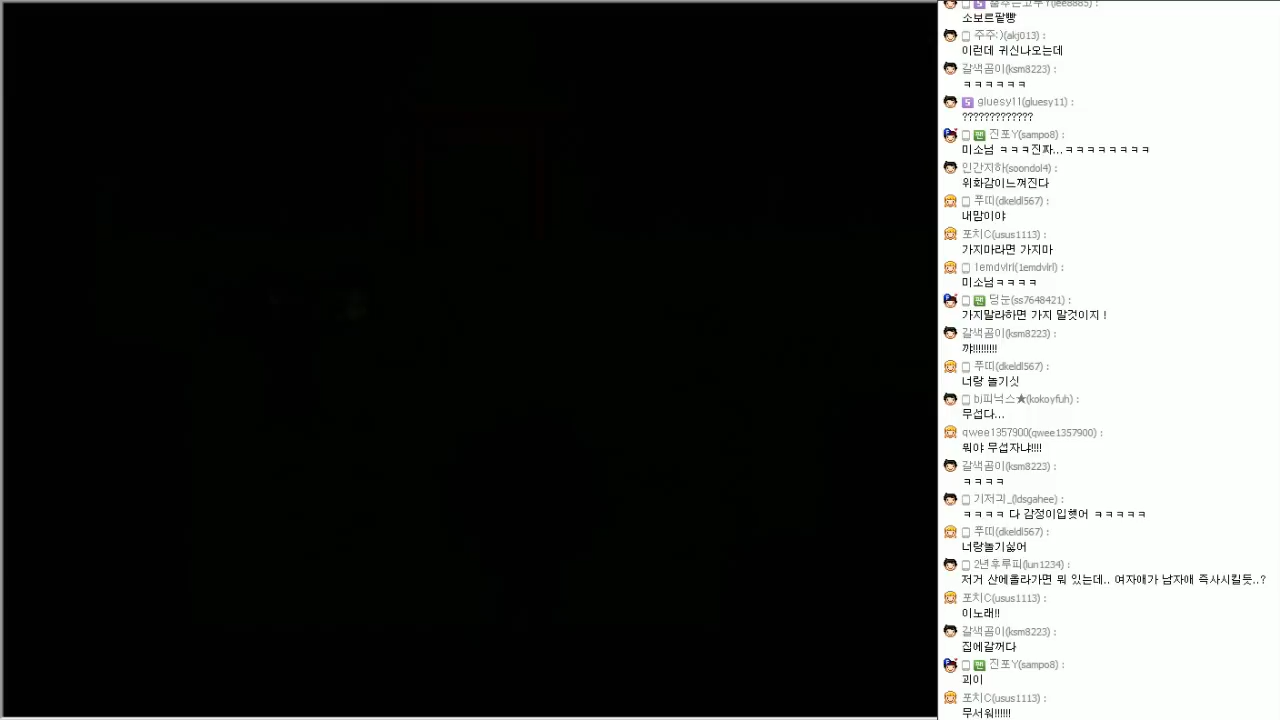 소보르팥빵
쭈쭈:)(akj013) :
이런데 귀신나오는데
갈색곰이(ksm8223) :
ㅋㅋㅋㅋㅋㅋ
gluesy11(gluesy11) :
?????????????
진포Y(sampo8) :
미소님 ㅋㅋㅋ진짜...ㅋㅋㅋㅋㅋㅋㅋㅋ
인간지하(soondol4) :
위화감이느껴진다
푸띠(dkeidl567) :
내맘이야
포치C(usus1113) :
가지마라면 가지마
1emdvlrl(1emdvlrl) :
미소님ㅋㅋㅋㅋ
덩눈(ss7648421) :
가지말라하면 가지 말것이지 !
갈색곰이(ksm8223) :
꺄!!!!!!!!!
푸띠(dkeidl567) :
너랑 놀기싯
bj피닉스★(kokoyfuh) :
무섭다...
qwee1357900(qwee1357900) :
뭐야 무섭자냐!!!!
갈색곰이(ksm8223) :
ㅋㅋㅋㅋ
기저긔_(ldsgahee) :
ㅋㅋㅋㅋ 다 감정이입햇어 ㅋㅋㅋㅋㅋ
푸띠(dkeidl567) :
너랑놀기싫어
2년후루피(lun1234) :
저거 산에올라가면 뭐 있는데.. 여자애가 남자애 즉사시킬듯..?
포치C(usus1113) :
이노래!!
갈색곰이(ksm8223) :
집에갈꺼다
진포Y(sampo8) :
괴이
포치C(usus1113) :
무서워!!!!!!